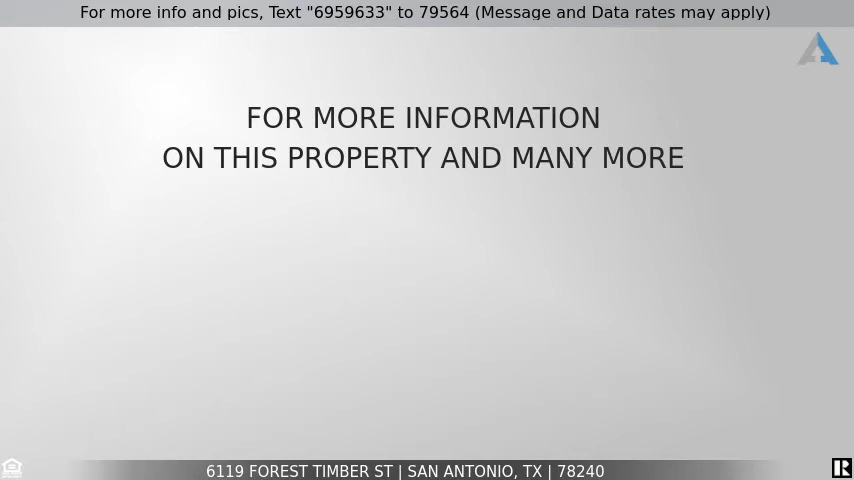 For more info and pics, Text "6959633" to 79564 (Message and Data rates may apply)
FOR MORE INFORMATION
ON THIS PROPERTY AND MANY MORE
6119 FOREST TIMBER ST | SAN ANTONIO, TX | 78240